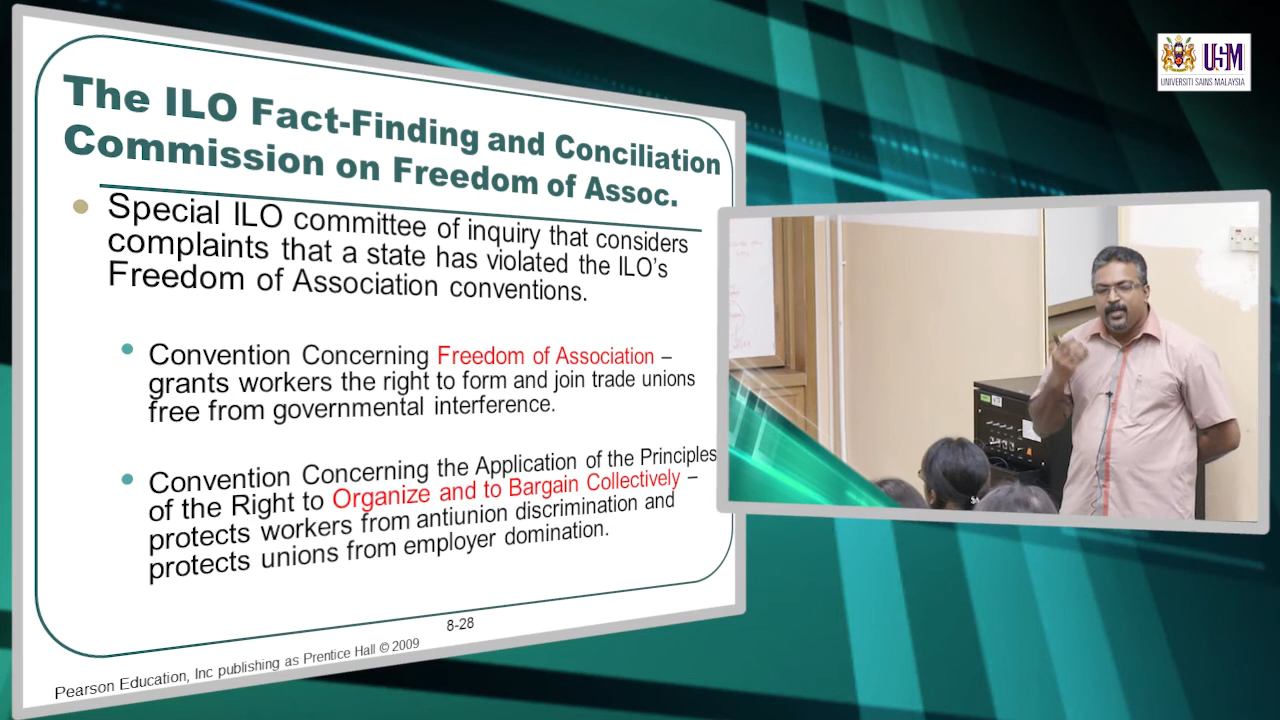 The ILO Fact-Finding and Conciliation
Commission on Freedom of Assoc.
Special ILO committee of inquiry that considers
complaints that a state has violated the ILO's
Freedom of Association conventions.
Convention Concerning Freedom of Association –
grants workers the right to form and join trade unions
free from governmental interference.
Convention Concerning the Application of the Principles
of the Right to Organize and to Bargain Collectively –
protects workers from antiunion discrimination and
protects unions from employer domination.
8-28
Pearson Education, Inc publishing as Prentice Hall © 2009
USM
UNIVERSITI SAINS MALAYSIA